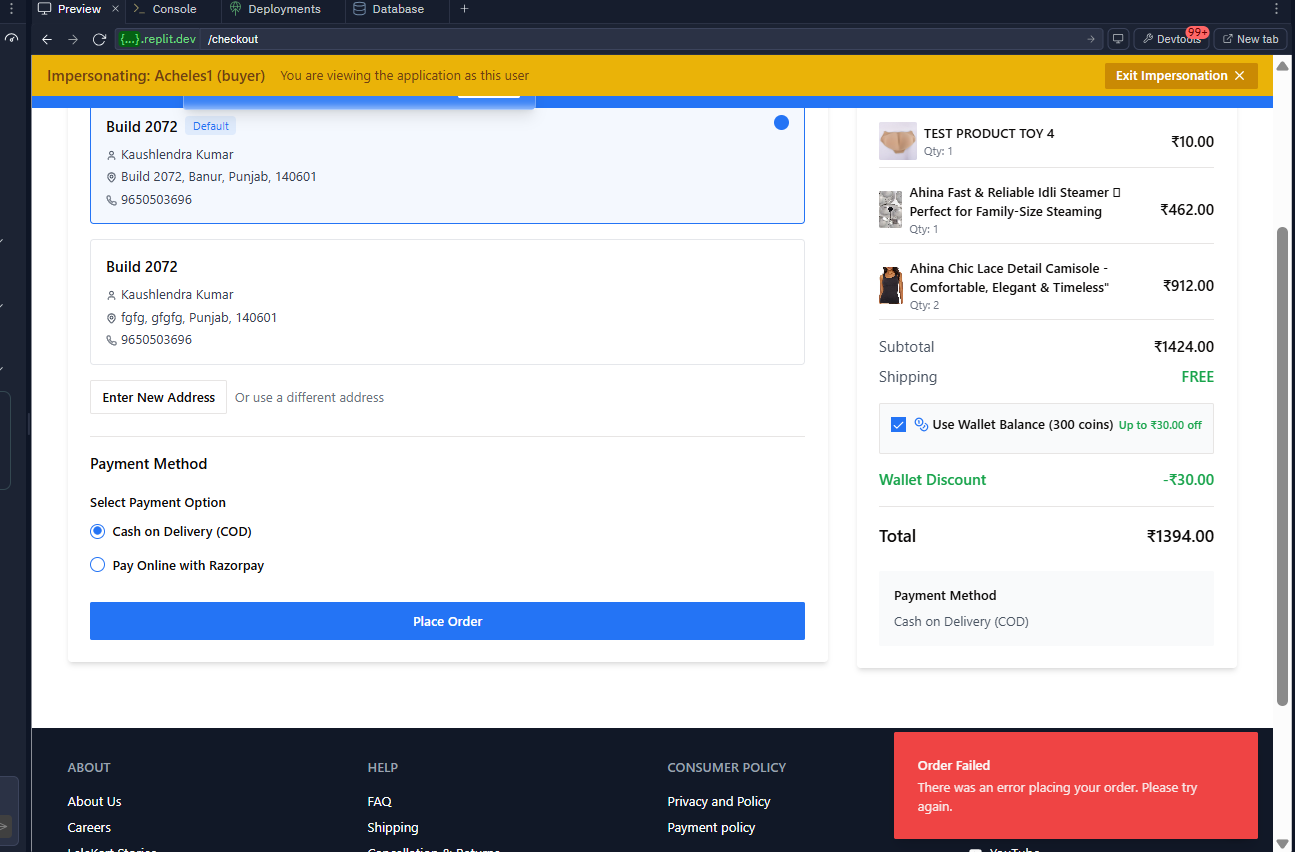 Preview
Console
Deployments
Database
{...}.replit.dev /checkout
Devtools
99+
New tab
Impersonating: Acheles1 (buyer) You are viewing the application as this user
Exit Impersonation
Build 2072 Default
Kaushlendra Kumar
Build 2072, Banur, Punjab, 140601
9650503696
Build 2072
Kaushlendra Kumar
fgfg, gfgfg, Punjab, 140601
9650503696
Enter New Address Or use a different address
Payment Method
Select Payment Option
Cash on Delivery (COD)
Pay Online with Razorpay
Place Order
TEST PRODUCT TOY 4
Qty: 1
₹10.00
Ahina Fast & Reliable Idli Steamer
Perfect for Family-Size Steaming
Qty: 1
₹462.00
Ahina Chic Lace Detail Camisole -
Comfortable, Elegant & Timeless"
Qty: 2
₹912.00
Subtotal ₹1424.00
Shipping FREE
Use Wallet Balance (300 coins) Up to ₹30.00 off
Wallet Discount -₹30.00
Total ₹1394.00
Payment Method
Cash on Delivery (COD)
ABOUT
About Us
Careers
HELP
FAQ
Shipping
Cancellation & Returns
CONSUMER POLICY
Privacy and Policy
Payment policy
Order Failed
There was an error placing your order. Please try
again.
YouTube